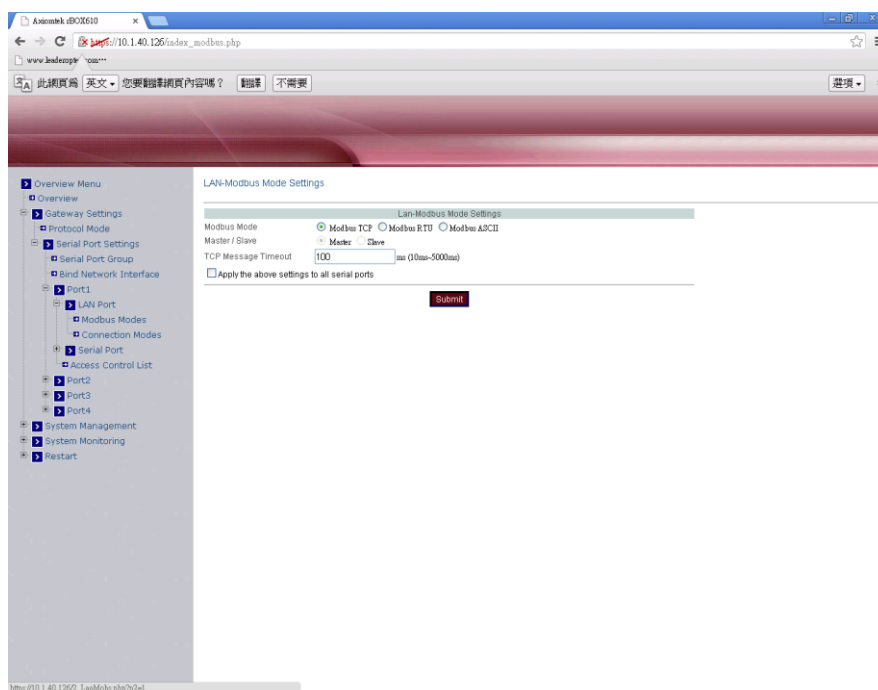 Axiomtek rBOX610
https://10.1.40.126/index_modbus.php
此網頁為 英文 您要翻譯網頁內容嗎？ 翻譯 不需要 選項
Overview Menu
Overview
Gateway Settings
Protocol Mode
Serial Port Settings
Serial Port Group
Bind Network Interface
Port1
LAN Port
Modbus Modes
Connection Modes
Serial Port
Access Control List
Port2
Port3
Port4
System Management
System Monitoring
Restart
LAN-Modbus Mode Settings
Lan-Modbus Mode Settings
Modbus Mode Modbus TCP Modbus RTU Modbus ASCII
Master / Slave Master Slave
TCP Message Timeout 100 ms (10ms~5000ms)
Apply the above settings to all serial ports
Submit